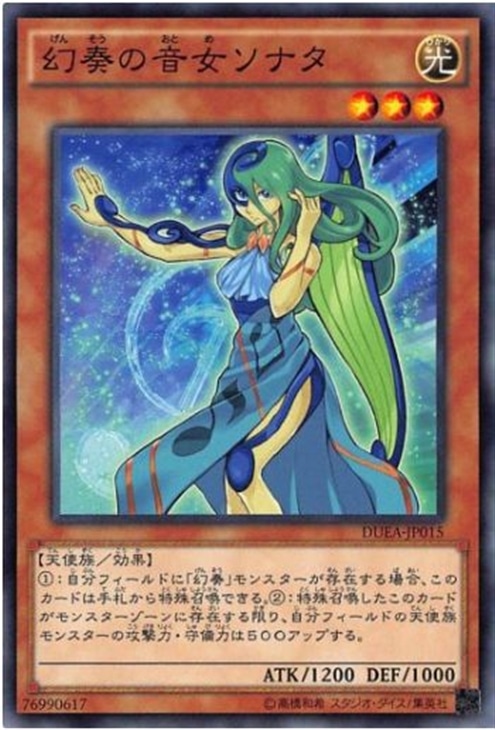 幻奏の音女ソナタ
光
DUEA-JP015
【天使族／効果】
①：自分フィールドに「幻奏」モンスターが存在する場合、この
カードは手札から特殊召喚できる。②：特殊召喚したこのカード
がモンスターゾーンに存在する限り、自分フィールドの天使族
モンスターの攻撃力・守備力は５００アップする。
ATK/1200 DEF/1000
76990617
©高橋和希 スタジオ・ダイス/集英社